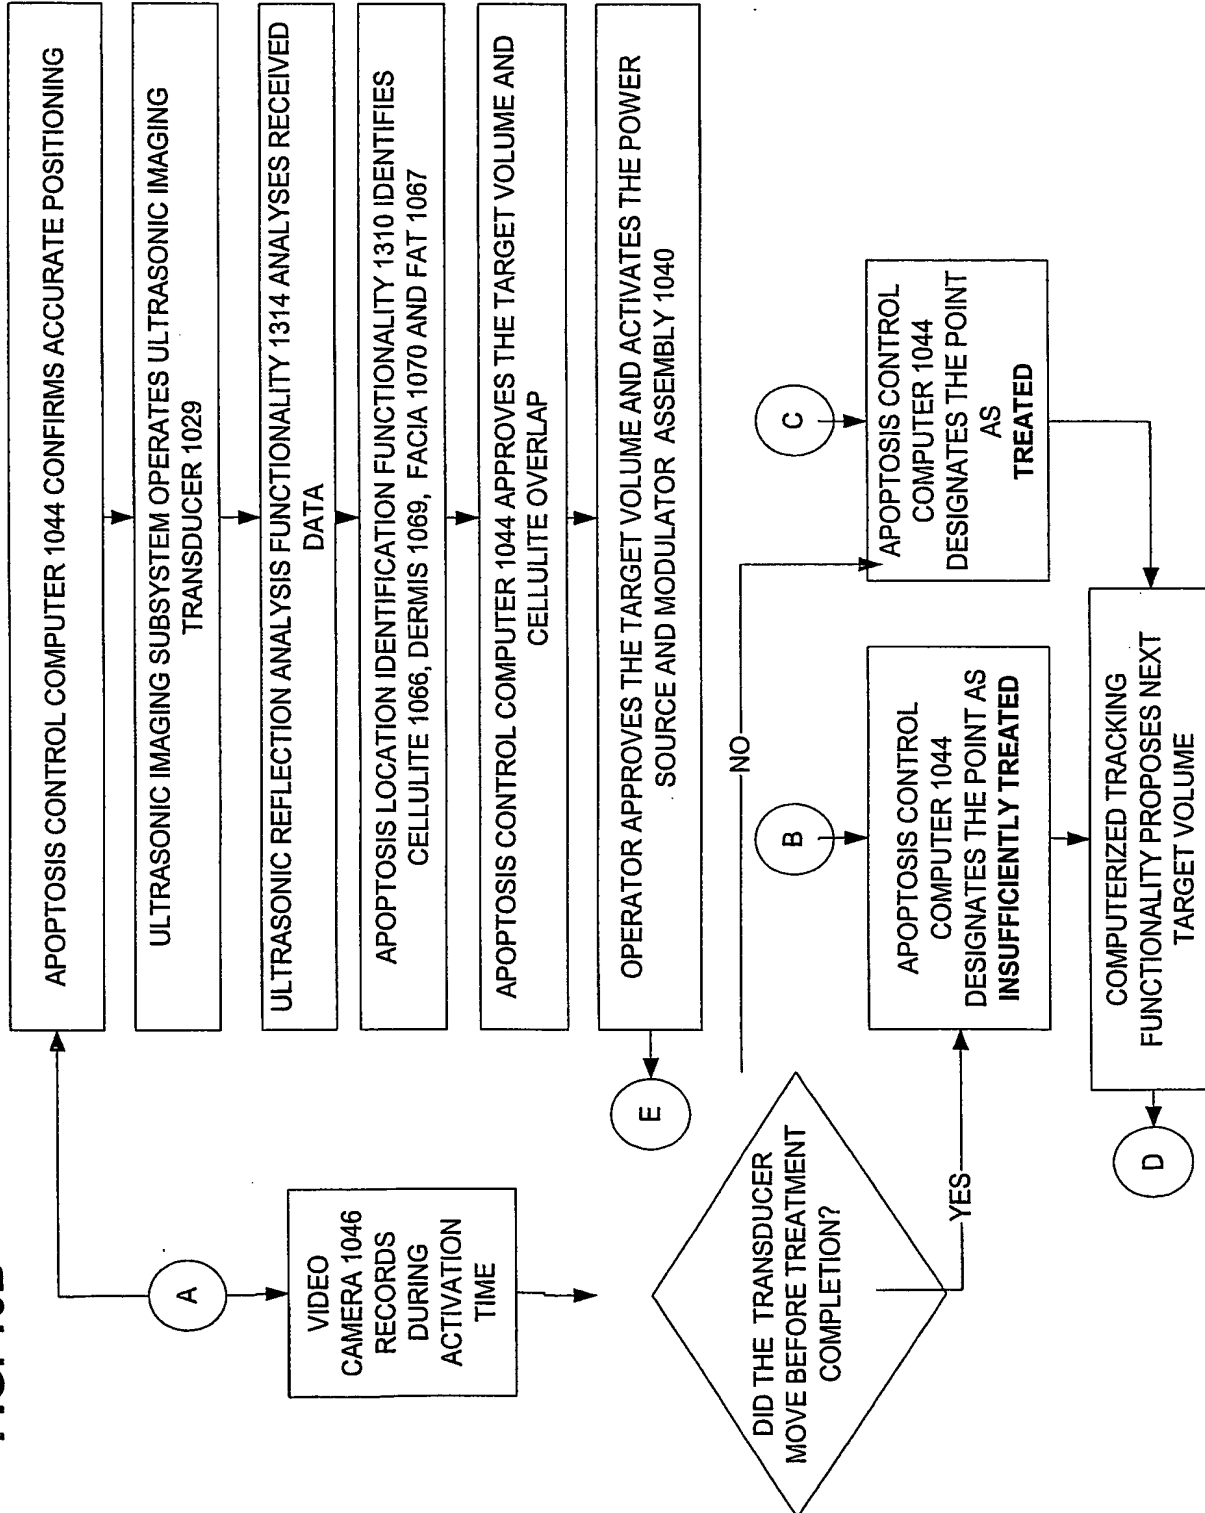 APOPTOSIS CONTROL COMPUTER 1044 CONFIRMS ACCURATE POSITIONING
ULTRASONIC IMAGING SUBSYSTEM OPERATES ULTRASONIC IMAGING
TRANSDUCER 1029
ULTRASONIC REFLECTION ANALYSIS FUNCTIONALITY 1314 ANALYSES RECEIVED
DATA
APOPTOSIS LOCATION IDENTIFICATION FUNCTIONALITY 1310 IDENTIFIES
CELLULITE 1066, DERMIS 1069, FACIA 1070 AND FAT 1067
APOPTOSIS CONTROL COMPUTER 1044 APPROVES THE TARGET VOLUME AND
CELLULITE OVERLAP
OPERATOR APPROVES THE TARGET VOLUME AND ACTIVATES THE POWER
SOURCE AND MODULATOR ASSEMBLY 1040
A
VIDEO
CAMERA 1046
RECORDS
DURING
ACTIVATION
TIME
E
DID THE TRANSDUCER
MOVE BEFORE TREATMENT
COMPLETION?
NO
YES
B
APOPTOSIS CONTROL
COMPUTER 1044
DESIGNATES THE POINT AS
INSUFFICIENTLY TREATED
C
APOPTOSIS CONTROL
COMPUTER 1044
DESIGNATES THE POINT
AS
TREATED
COMPUTERIZED TRACKING
FUNCTIONALITY PROPOSES NEXT
TARGET VOLUME
D